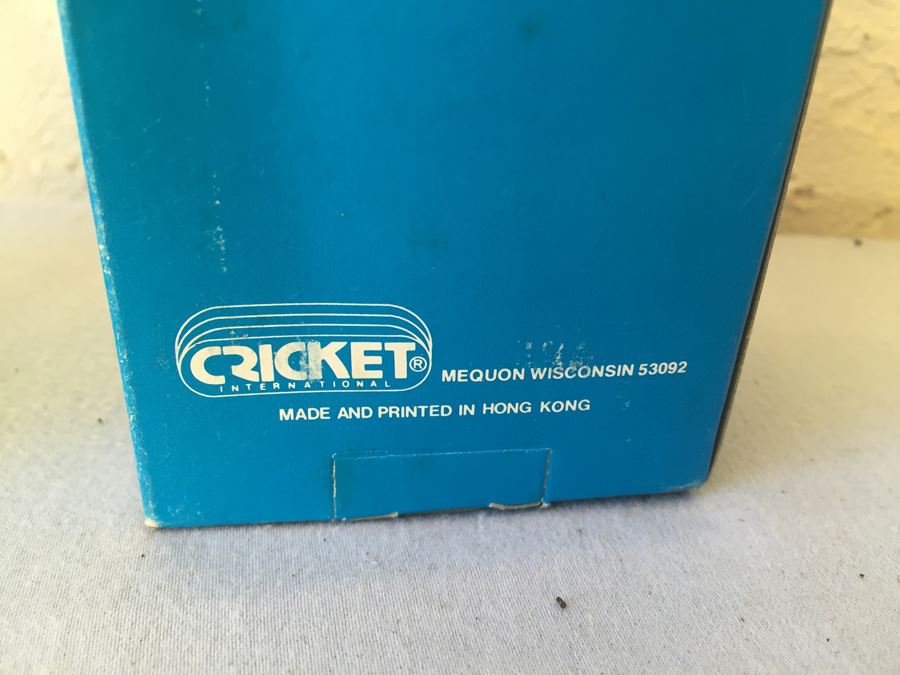 CRICKET®
INTERNATIONAL
MEQUON WISCONSIN 53092
MADE AND PRINTED IN HONG KONG